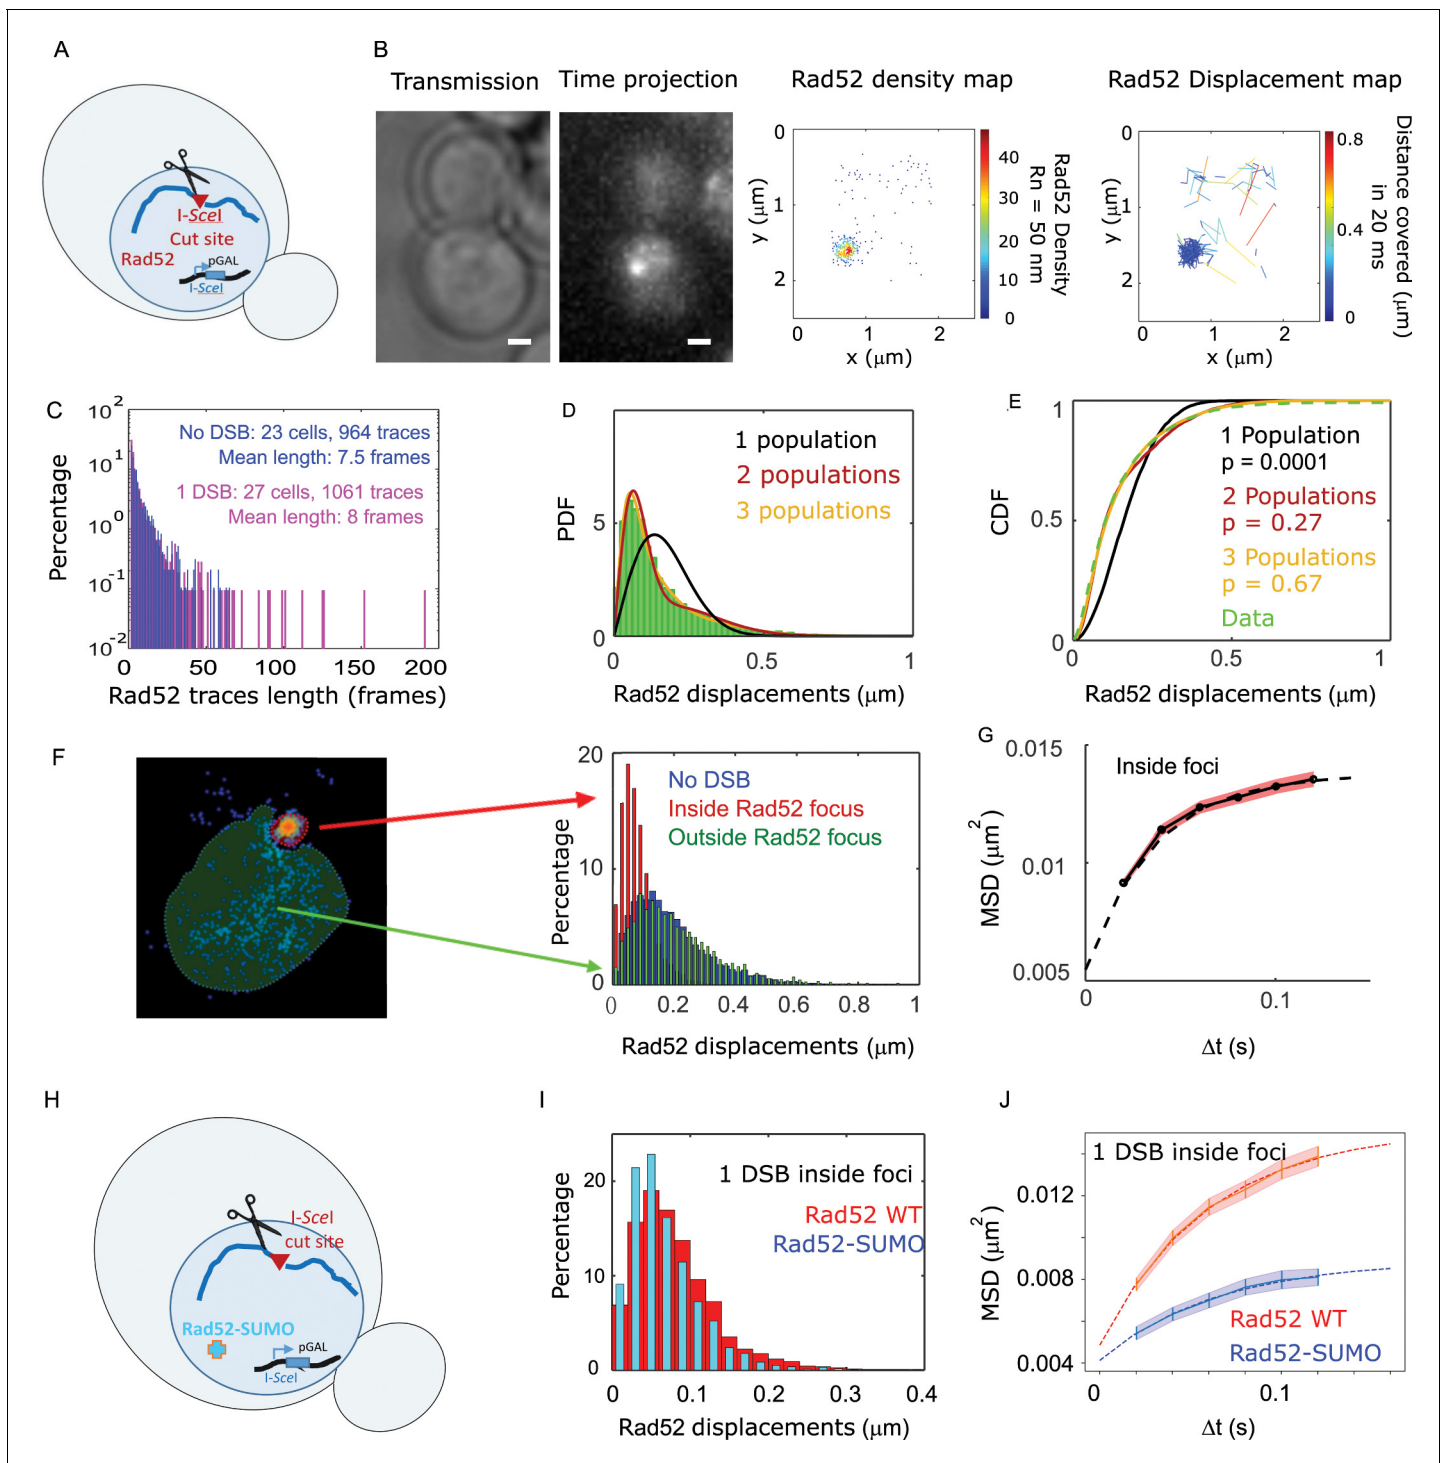 A
I-SceI
Cut site
Rad52
pGAL
I-SceI
B
Transmission
Time projection
Rad52 density map
0
1
2
y (μm)
0
1
2
x (μm)
40
30
20
10
0
Rad52 Density
Rn = 50 nm
Rad52 Displacement map
0
1
2
y (μm)
0
1
2
x (μm)
0.8
0.4
0
Distance covered (μm)
in 20 ms
C
10^2
10^1
10^0
10^-1
10^-2
Percentage
No DSB: 23 cells, 964 traces
Mean length: 7.5 frames
1 DSB: 27 cells, 1061 traces
Mean length: 8 frames
0
50
100
150
200
Rad52 traces length (frames)
D
PDF
5
0
1 population
2 populations
3 populations
0
0.5
1
Rad52 displacements (μm)
E
CDF
1
0.5
0
1 Population
p = 0.0001
2 Populations
p = 0.27
3 Populations
p = 0.67
Data
0
0.5
1
Rad52 displacements (μm)
F
20
10
0
Percentage
No DSB
Inside Rad52 focus
Outside Rad52 focus
0
0.2
0.4
0.6
0.8
1
Rad52 displacements (μm)
G
0.015
0.01
0.005
MSD (μm^2)
Inside foci
0
0.1
Δt (s)
H
I-SceI
cut site
Rad52-SUMO
pGAL
I-SceI
I
20
10
0
Percentage
1 DSB inside foci
Rad52 WT
Rad52-SUMO
0
0.1
0.2
0.3
0.4
Rad52 displacements (μm)
J
1 DSB inside foci
0.012
0.008
0.004
MSD (μm^2)
Rad52 WT
Rad52-SUMO
0
0.1
Δt (s)